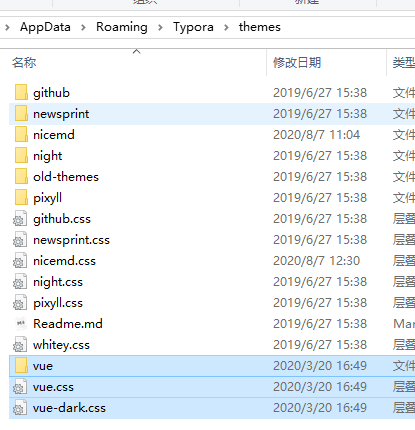 组织 新建
AppData > Roaming > Typora > themes
名称 修改日期 类型
github 2019/6/27 15:38 文件
newsprint 2019/6/27 15:38 文件
nicemd 2020/8/7 11:04 文件
night 2019/6/27 15:38 文件
old-themes 2019/6/27 15:38 文件
pixyll 2019/6/27 15:38 文件
github.css 2019/6/27 15:38 层叠
newsprint.css 2019/6/27 15:38 层叠
nicemd.css 2020/8/7 12:30 层叠
night.css 2019/6/27 15:38 层叠
pixyll.css 2019/6/27 15:38 层叠
Readme.md 2019/6/27 15:38 Mar
whitey.css 2019/6/27 15:38 层叠
vue 2020/3/20 16:49 文件
vue.css 2020/3/20 16:49 层叠
vue-dark.css 2020/3/20 16:49 层叠